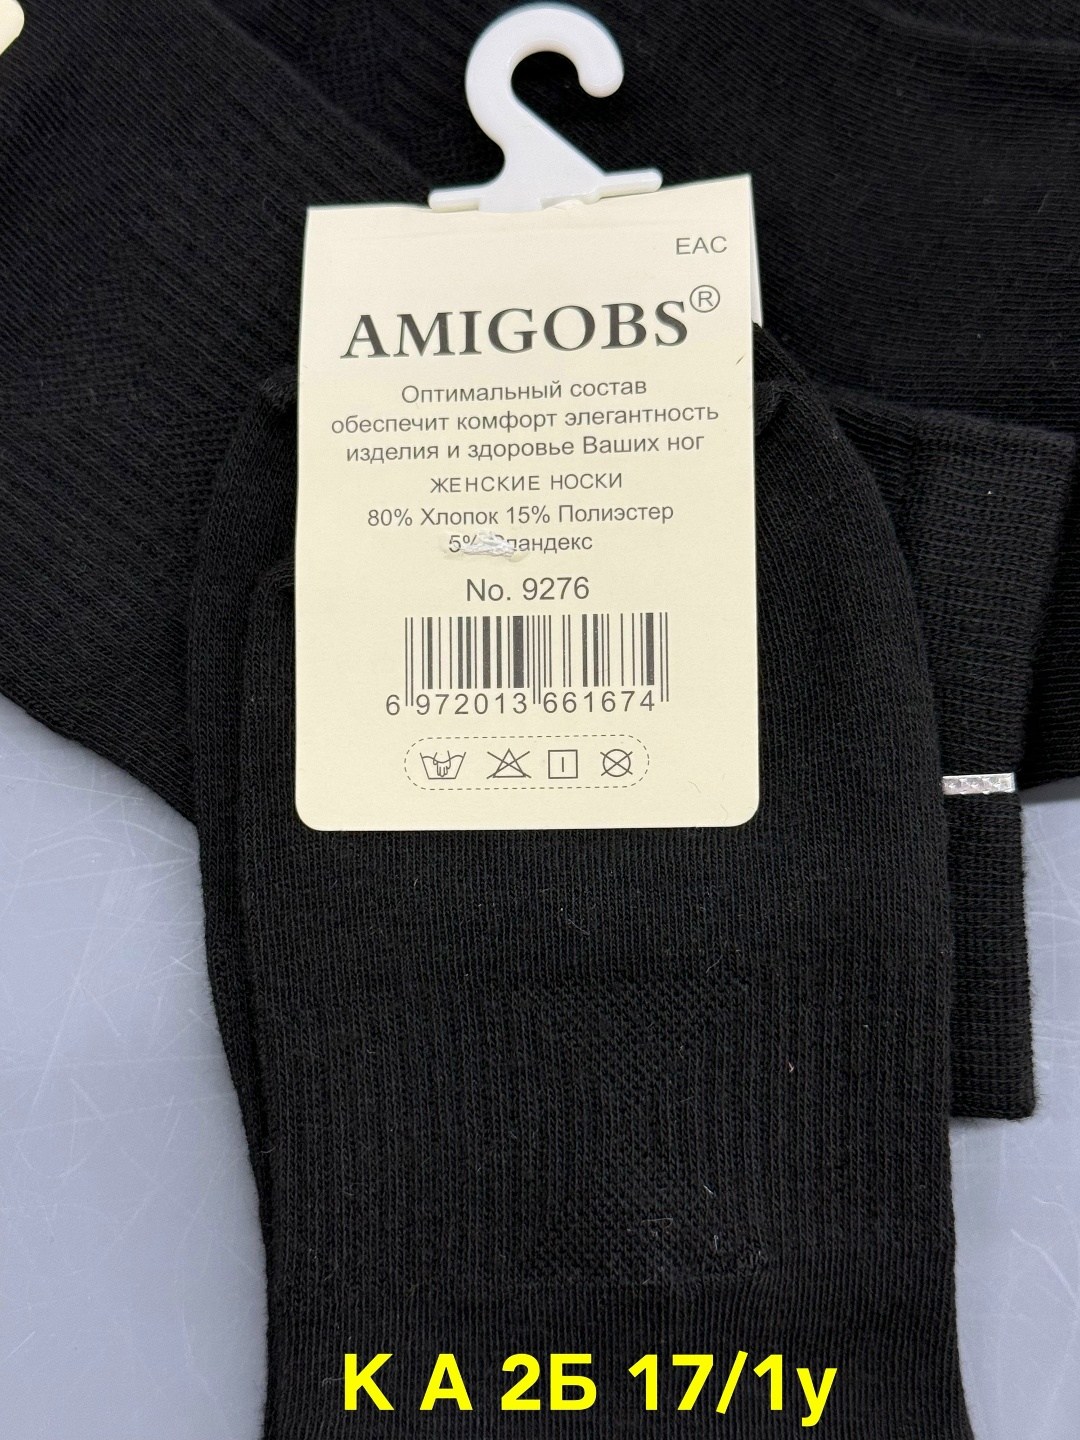 EAC
AMIGOBS®
Оптимальный состав
обеспечит комфорт элегантность
изделия и здоровье Ваших ног
ЖЕНСКИЕ НОСКИ
80% Хлопок 15% Полиэстер
5%
No. 9276
6 972013 661674
К А 2Б 17/1у